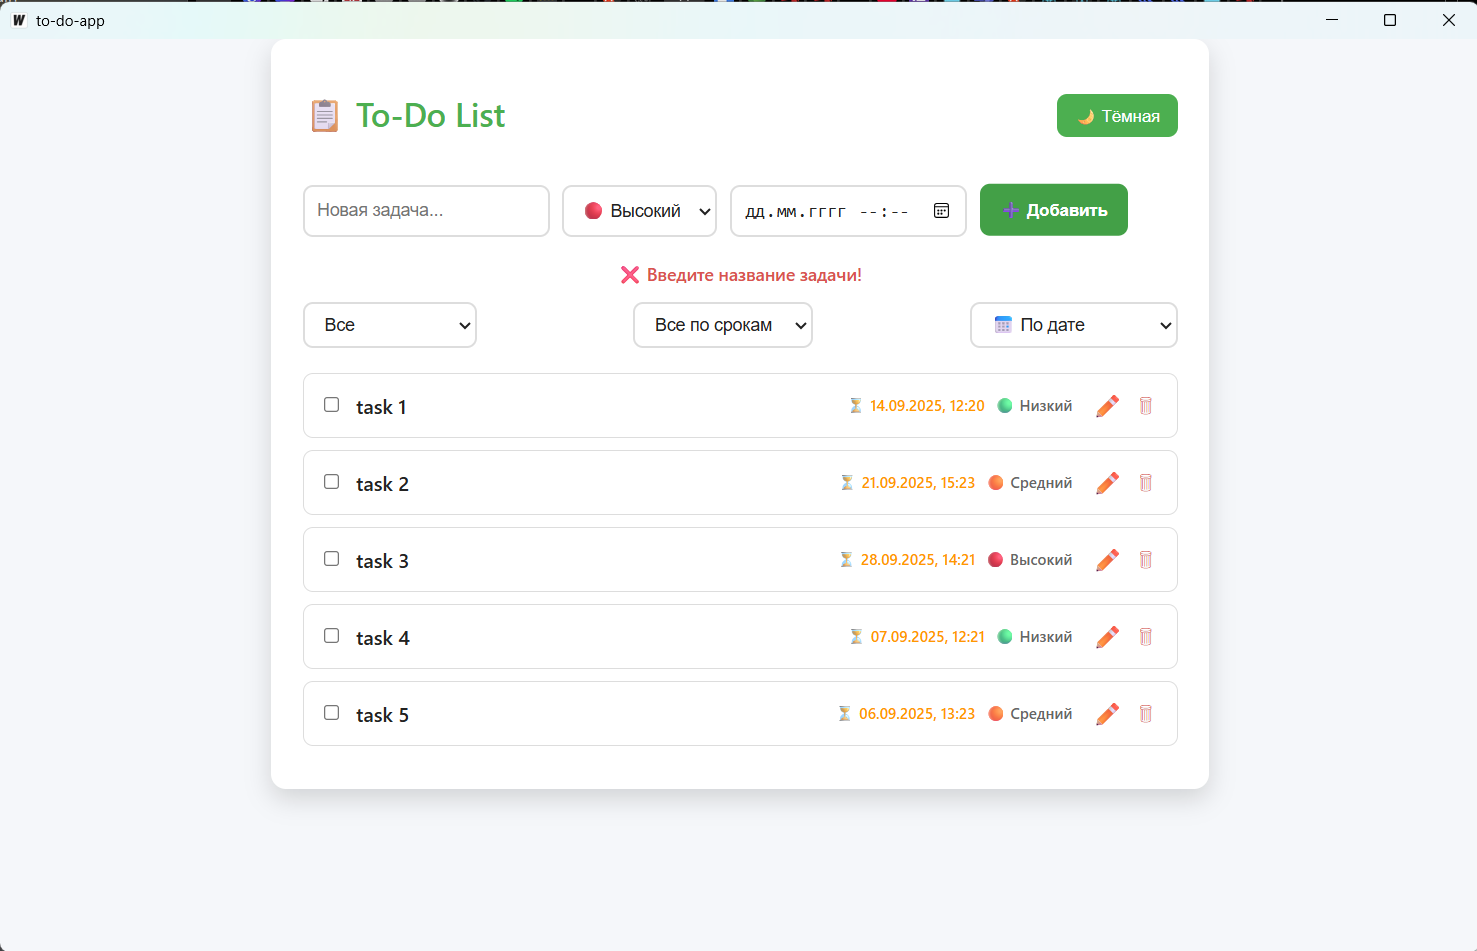 to-do-app
To-Do List
Тёмная
Новая задача...
Высокий
дд.мм.гггг --:--
Добавить
Введите название задачи!
Все
Все по срокам
По дате
task 1 14.09.2025, 12:20 Низкий
task 2 21.09.2025, 15:23 Средний
task 3 28.09.2025, 14:21 Высокий
task 4 07.09.2025, 12:21 Низкий
task 5 06.09.2025, 13:23 Средний